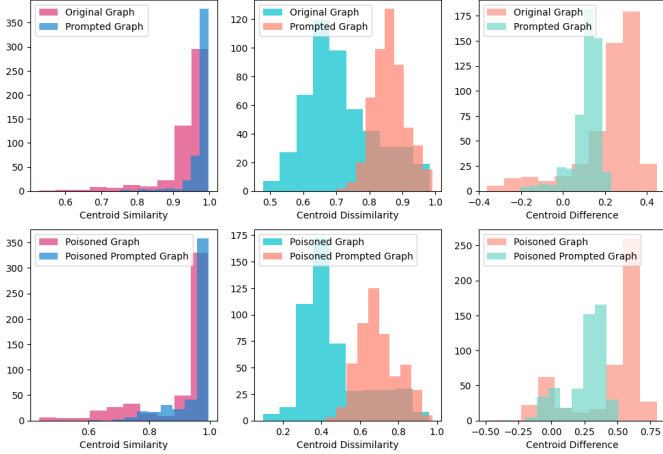 Original Graph
Prompted Graph
350
300
250
200
150
100
50
0
0.6 0.7 0.8 0.9 1.0
Centroid Similarity
Original Graph
Prompted Graph
120
100
80
60
40
20
0
0.5 0.6 0.7 0.8 0.9 1.0
Centroid Dissimilarity
Original Graph
Prompted Graph
175
150
125
100
75
50
25
0
−0.4 −0.2 0.0 0.2 0.4
Centroid Difference
Poisoned Graph
Poisoned Prompted Graph
350
300
250
200
150
100
50
0
0.6 0.8 1.0
Centroid Similarity
Poisoned Graph
Poisoned Prompted Graph
175
150
125
100
75
50
25
0
0.2 0.4 0.6 0.8 1.0
Centroid Dissimilarity
Poisoned Graph
Poisoned Prompted Graph
250
200
150
100
50
0
−0.50 −0.25 0.00 0.25 0.50 0.75
Centroid Difference